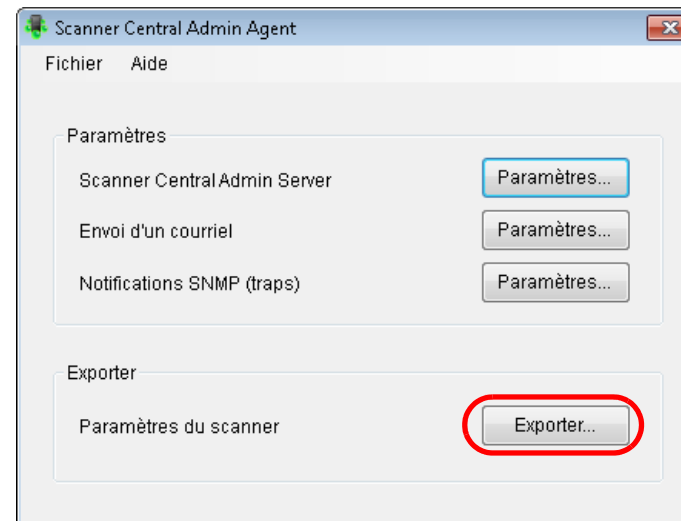 Scanner Central Admin Agent
Fichier Aide
Paramètres
Scanner Central Admin Server Paramètres...
Envoi d'un courriel Paramètres...
Notifications SNMP (traps) Paramètres...
Exporter
Paramètres du scanner Exporter...